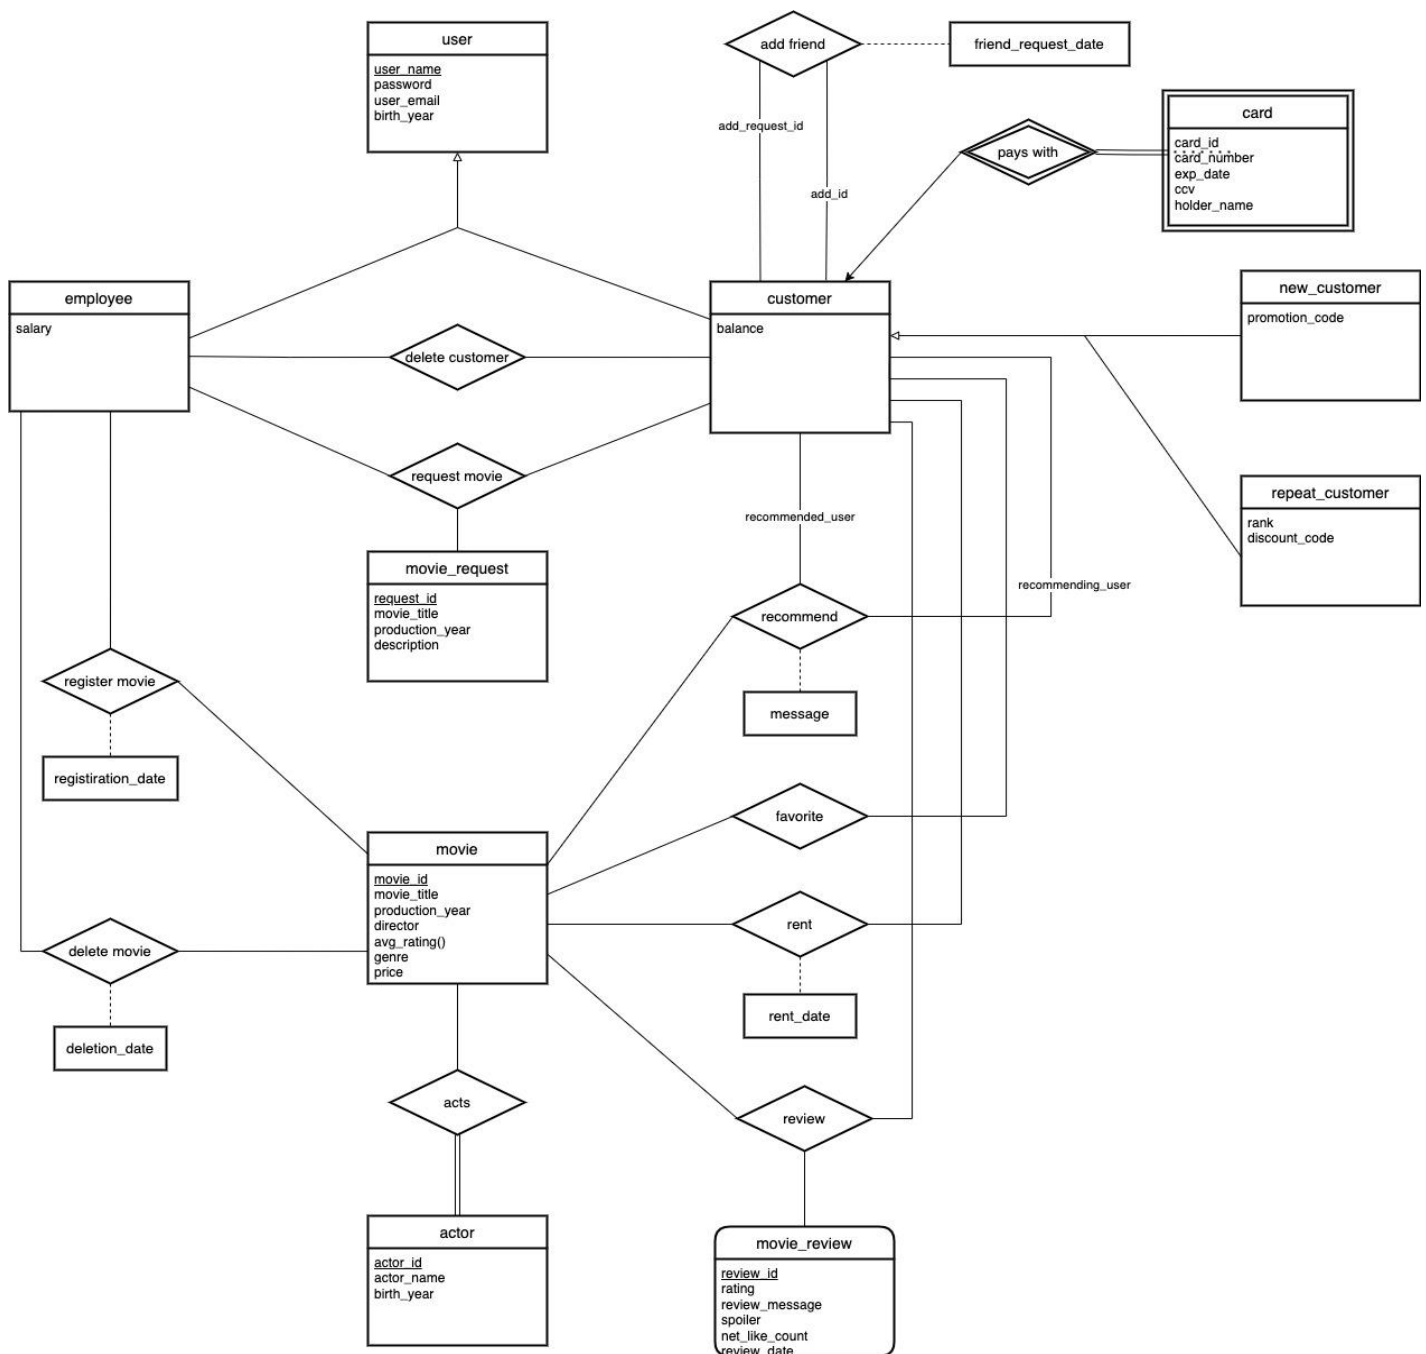 user
user_name
password
user_email
birth_year
add friend
friend_request_date
add_request_id
add_id
pays with
card
card_id
card_number
exp_date
ccv
holder_name
employee
salary
delete customer
customer
balance
new_customer
promotion_code
request movie
repeat_customer
rank
discount_code
recommended_user
recommending_user
movie_request
request_id
movie_title
production_year
description
recommend
message
register movie
registiration_date
favorite
movie
movie_id
movie_title
production_year
director
avg_rating()
genre
price
rent
rent_date
delete movie
deletion_date
acts
review
actor
actor_id
actor_name
birth_year
movie_review
review_id
rating
review_message
spoiler
net_like_count
review_date